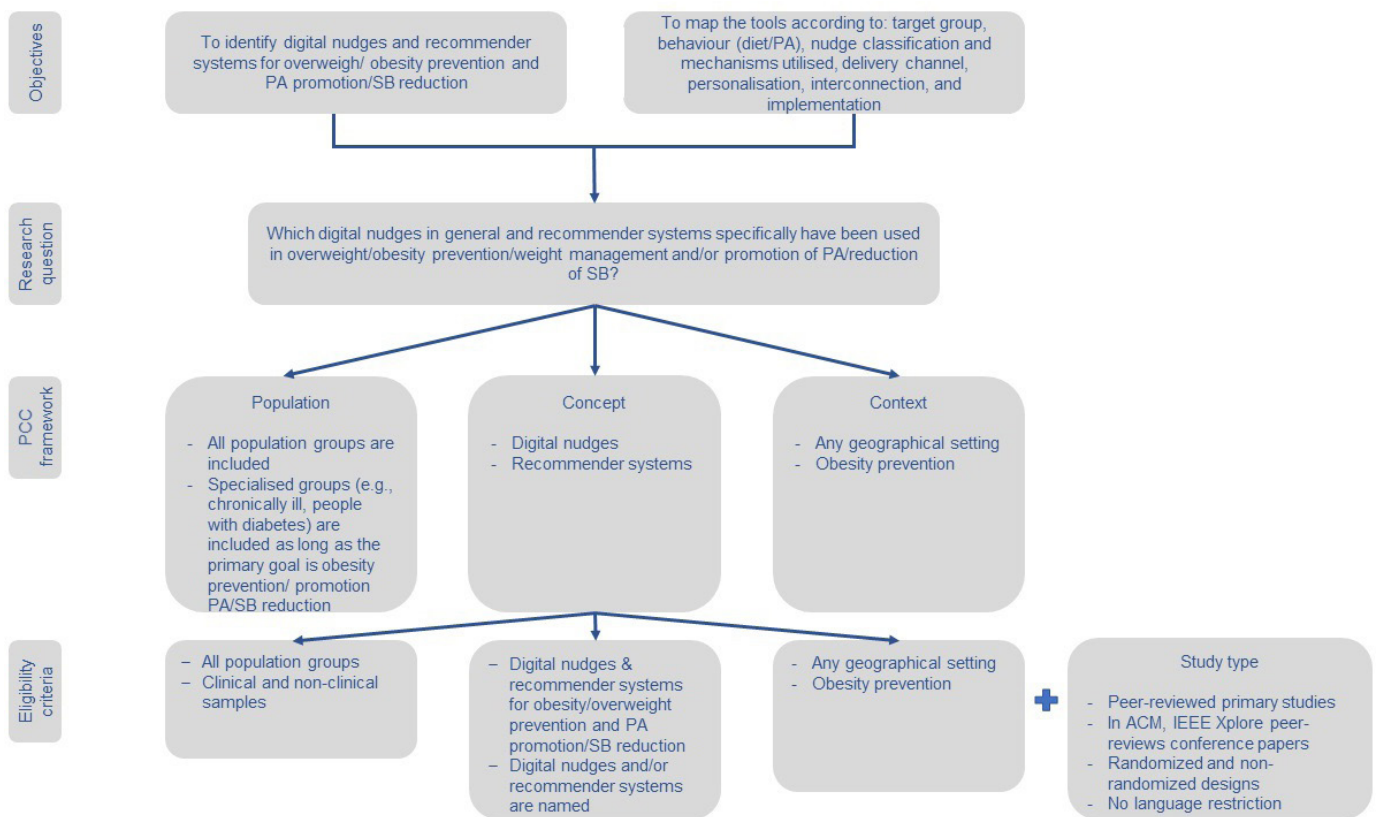 Objectives
To identify digital nudges and recommender
systems for overweigh/ obesity prevention and
PA promotion/SB reduction
To map the tools according to: target group,
behaviour (diet/PA), nudge classification and
mechanisms utilised, delivery channel,
personalisation, interconnection, and
implementation
Research
question
Which digital nudges in general and recommender systems specifically have been used
in overweight/obesity prevention/weight management and/or promotion of PA/reduction
of SB?
PCC
framework
Population
- All population groups are
included
- Specialised groups (e.g.,
chronically ill, people
with diabetes) are
included as long as the
primary goal is obesity
prevention/ promotion
PA/SB reduction
Concept
- Digital nudges
- Recommender systems
Context
- Any geographical setting
- Obesity prevention
Eligibility
criteria
– All population groups
– Clinical and non-clinical
samples
– Digital nudges &
recommender systems
for obesity/overweight
prevention and PA
promotion/SB reduction
– Digital nudges and/or
recommender systems
are named
- Any geographical setting
- Obesity prevention
Study type
- Peer-reviewed primary studies
- In ACM, IEEE Xplore peer-
reviews conference papers
- Randomized and non-
randomized designs
- No language restriction